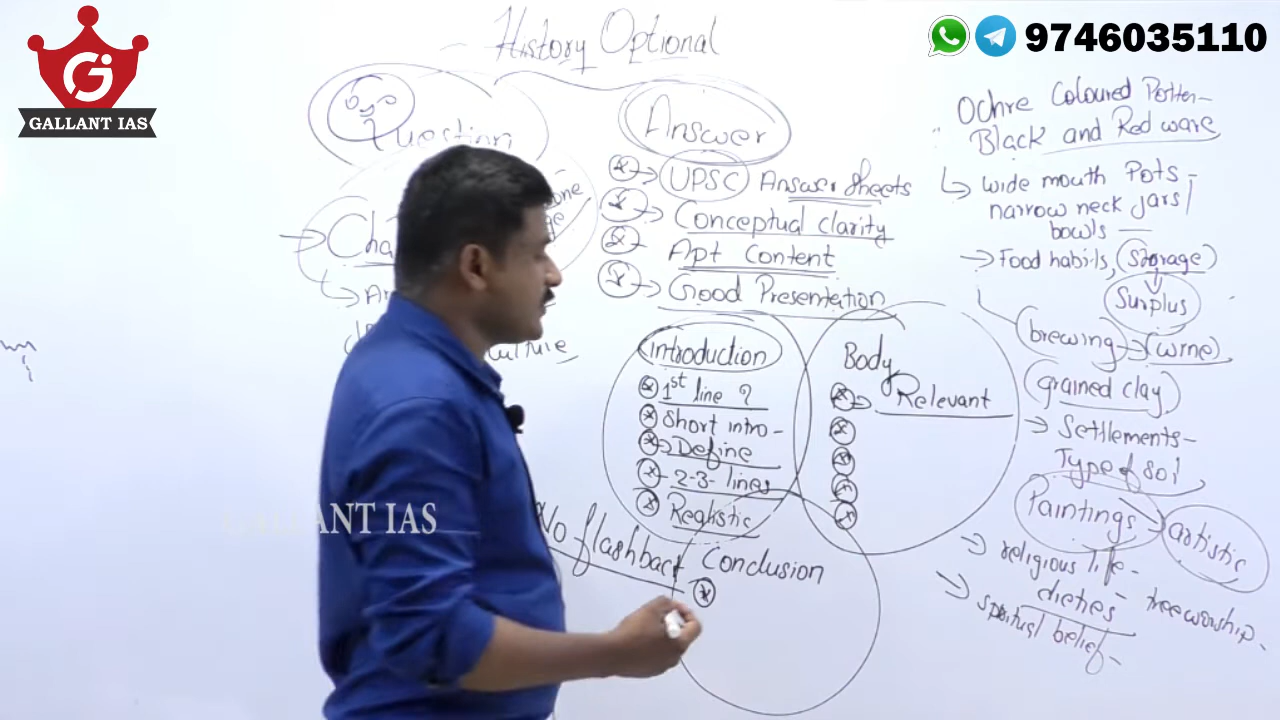 GALLANT IAS
9746035110
History Optional
Question
Answer
UPSC Answer Sheets
Conceptual clarity
Apt Content
Good Presentation
Introduction
1st line ?
Short intro-
Define
2-3- lines
Realistic
No flashback
Body
Relevant
Conclusion
Ochre Coloured Potter-
Black and Red ware
wide mouth Pots -
narrow neck jars/
bowls
Food habits, Storage
Surplus
brewing → wine
grained clay
Settlements-
Type of soil
Paintings → artistic
religious life-
dieties - tree worship.
spritual belief-
GALLANT IAS